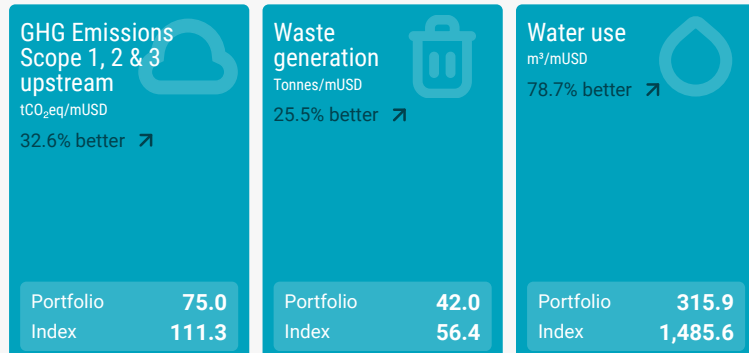 GHG Emissions
Scope 1, 2 & 3
upstream
tCO₂eq/mUSD
32.6% better
Portfolio 75.0
Index 111.3
Waste
generation
Tonnes/mUSD
25.5% better
Portfolio 42.0
Index 56.4
Water use
m³/mUSD
78.7% better
Portfolio 315.9
Index 1,485.6